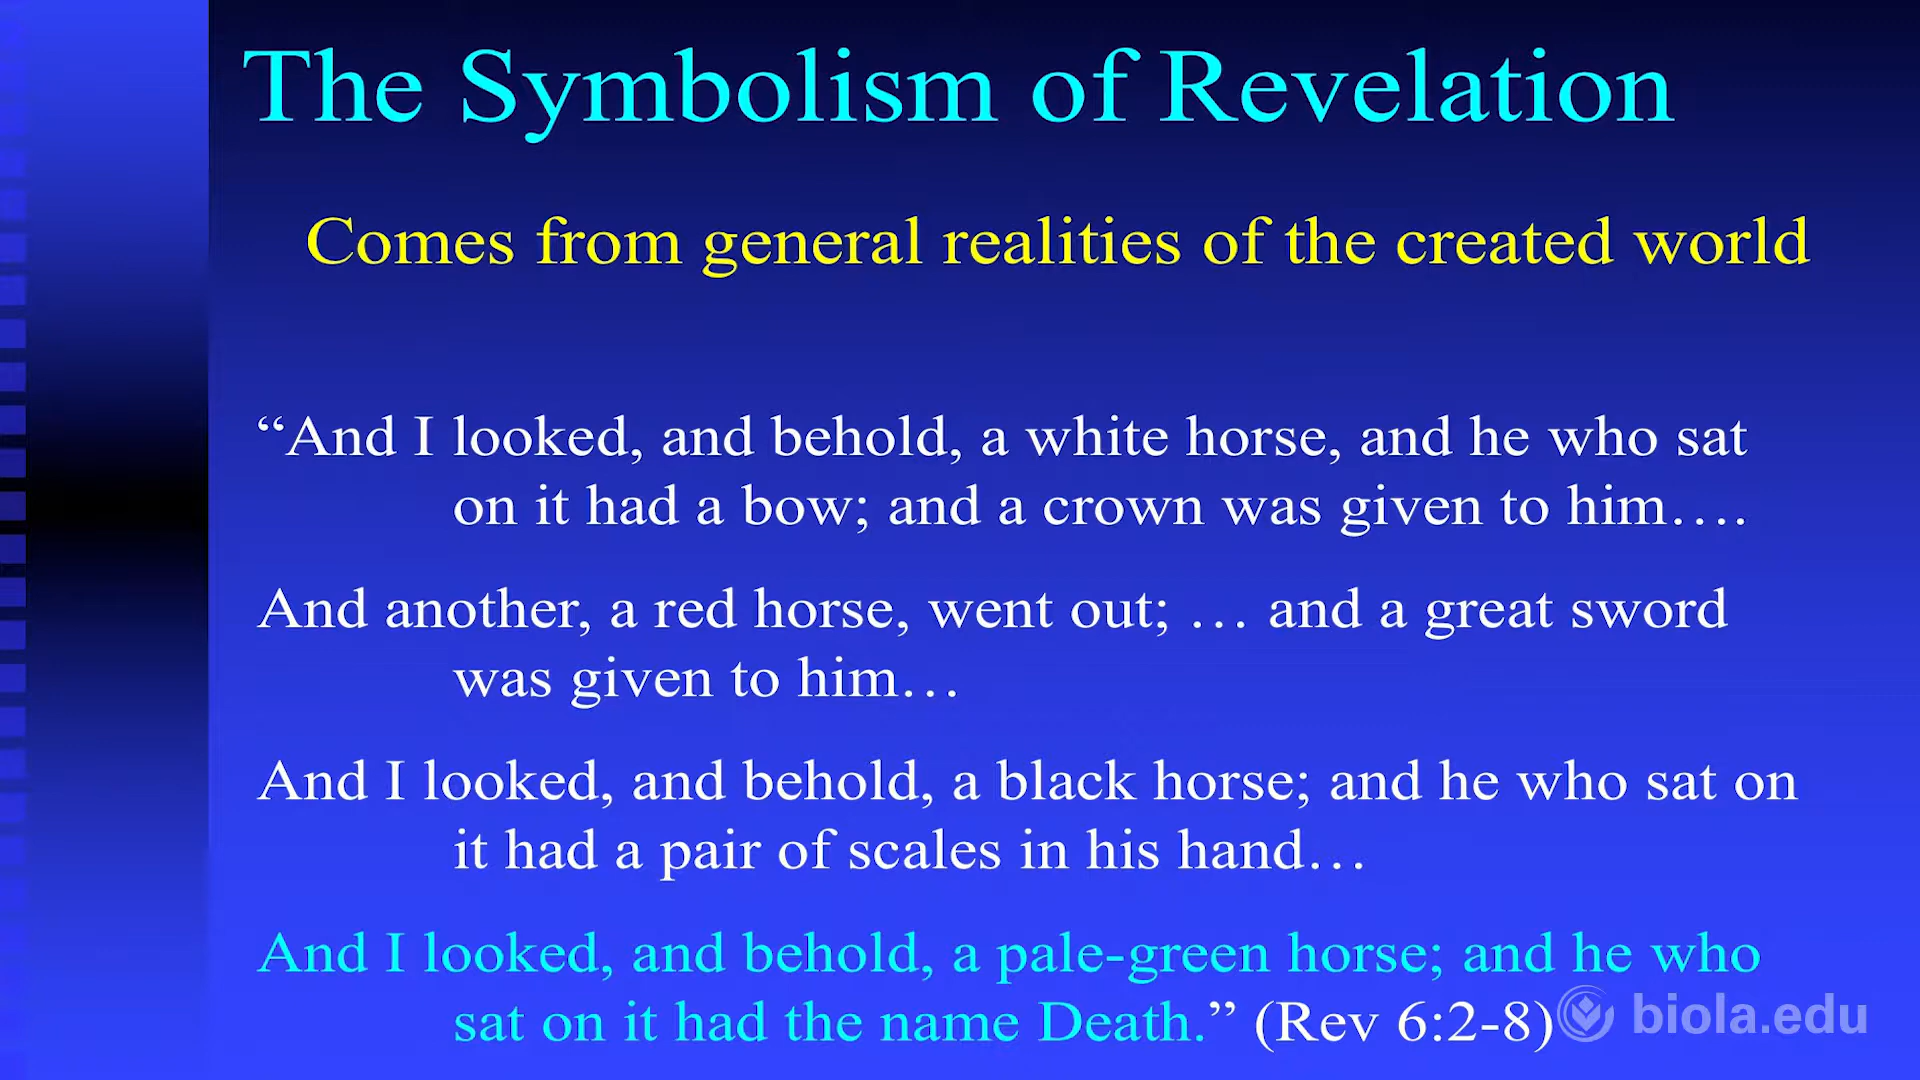 The Symbolism of Revelation
Comes from general realities of the created world
“And I looked, and behold, a white horse, and he who sat
on it had a bow; and a crown was given to him….
And another, a red horse, went out; … and a great sword
was given to him…
And I looked, and behold, a black horse; and he who sat on
it had a pair of scales in his hand…
And I looked, and behold, a pale-green horse; and he who
sat on it had the name Death.” (Rev 6:2-8)
biola.edu